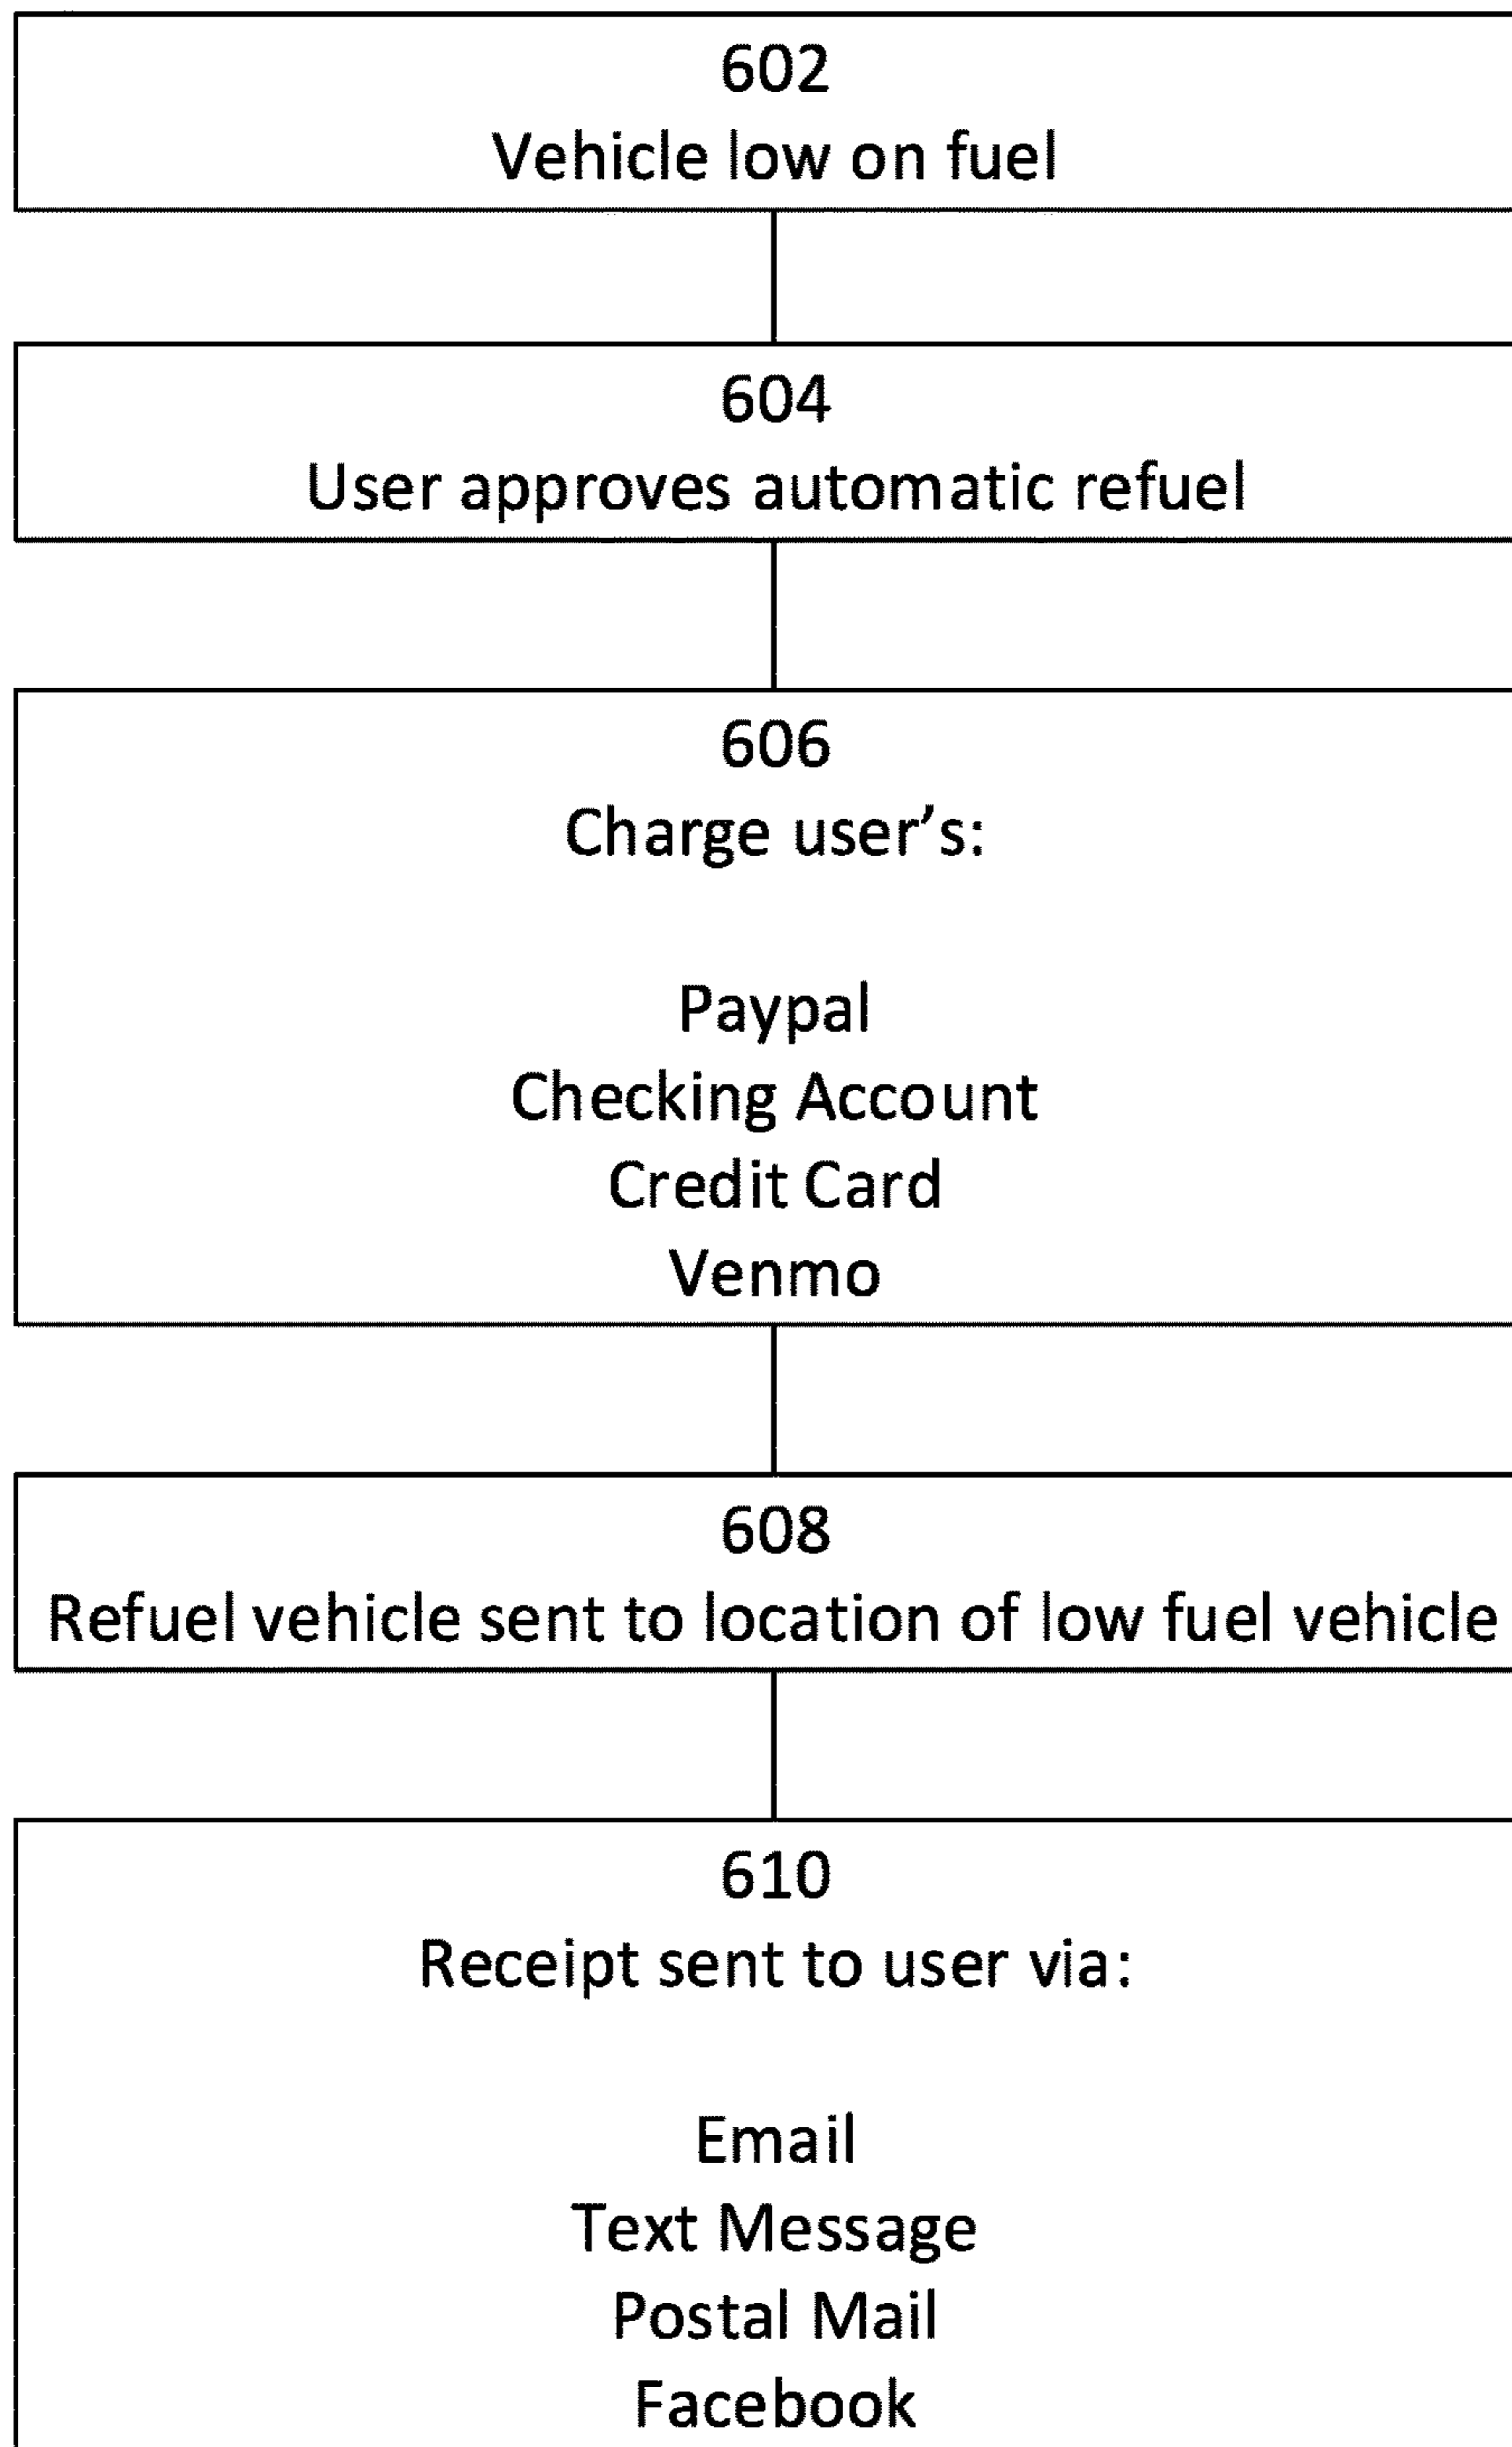 602
Vehicle low on fuel
604
User approves automatic refuel
606
Charge user’s:
Paypal
Checking Account
Credit Card
Venmo
608
Refuel vehicle sent to location of low fuel vehicle
610
Receipt sent to user via:
Email
Text Message
Postal Mail
Facebook